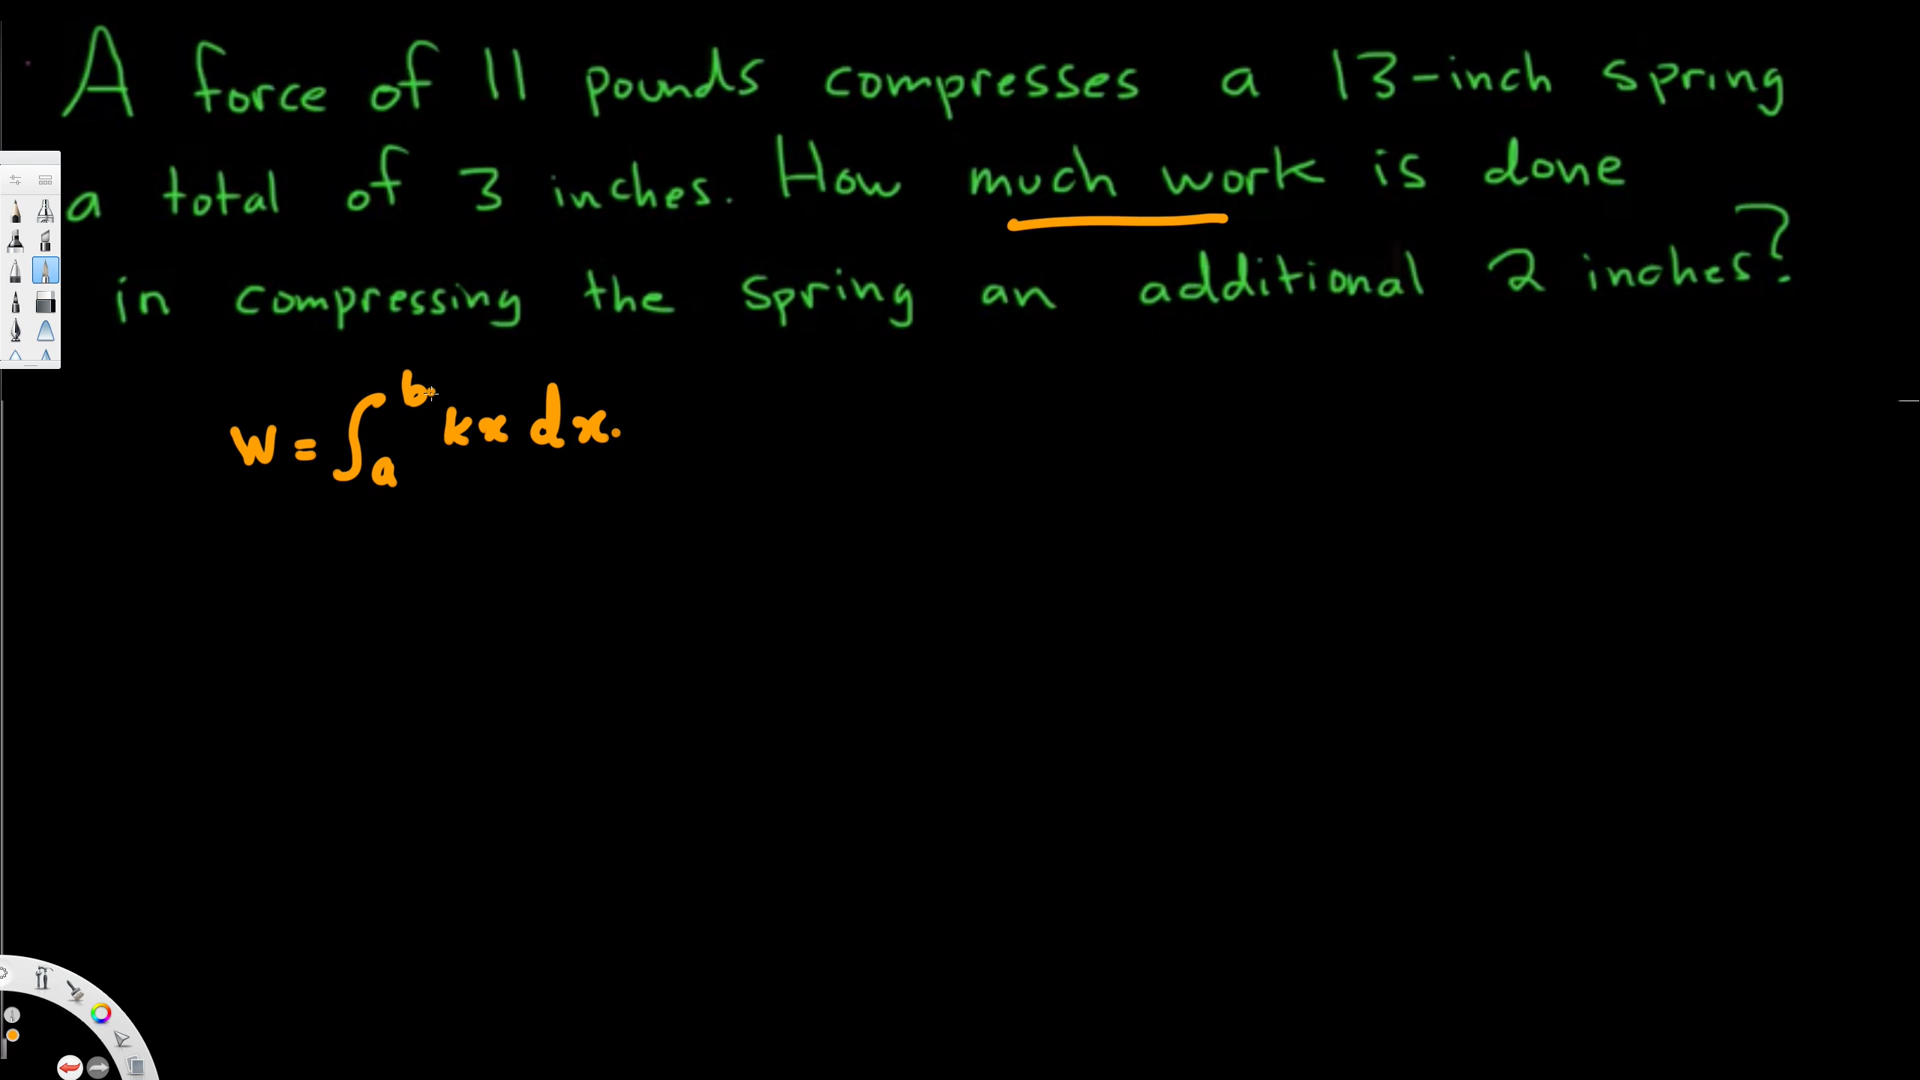 A force of 11 pounds compresses a 13-inch spring
a total of 3 inches. How much work is done
in compressing the spring an additional 2 inches?
W = ∫_a^b kx dx.